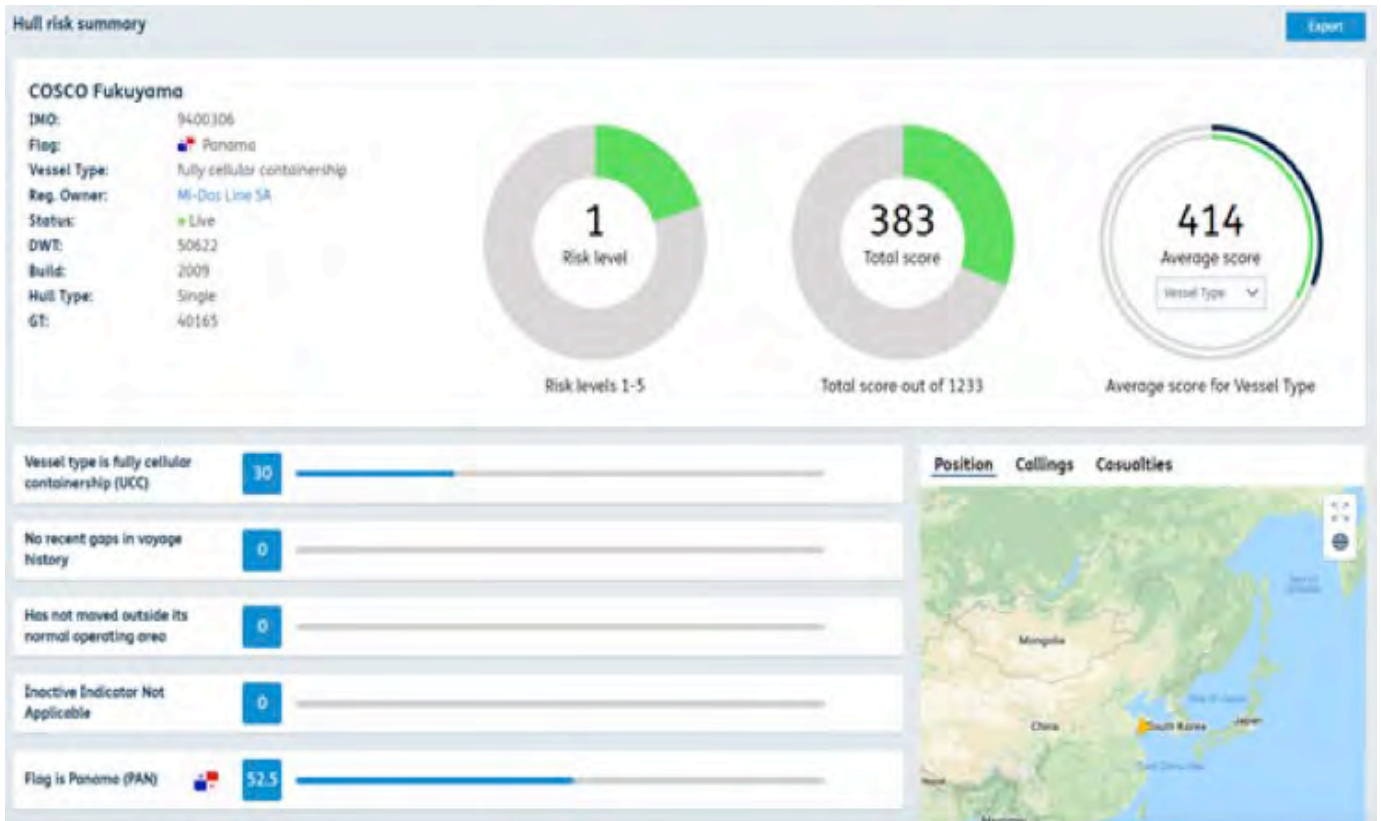 Hull risk summary
Export
COSCO Fukuyama
IMO: 9400306
Flag: Panama
Vessel Type: fully cellular containership
Reg. Owner: Mi-Das Line SA
Status: Live
DWT: 50622
Build: 2009
Hull Type: Single
GT: 40165
1
Risk level
Risk levels 1-5
383
Total score
Total score out of 1233
414
Average score
Vessel Type
Average score for Vessel Type
Vessel type is fully cellular
containership (UCC)
30
No recent gaps in voyage
history
0
Has not moved outside its
normal operating area
0
Inactive Indicator Not
Applicable
0
Flag is Panama (PAN)
52.5
Position Callings Casualties
Mongolia
China
South Korea
Japan